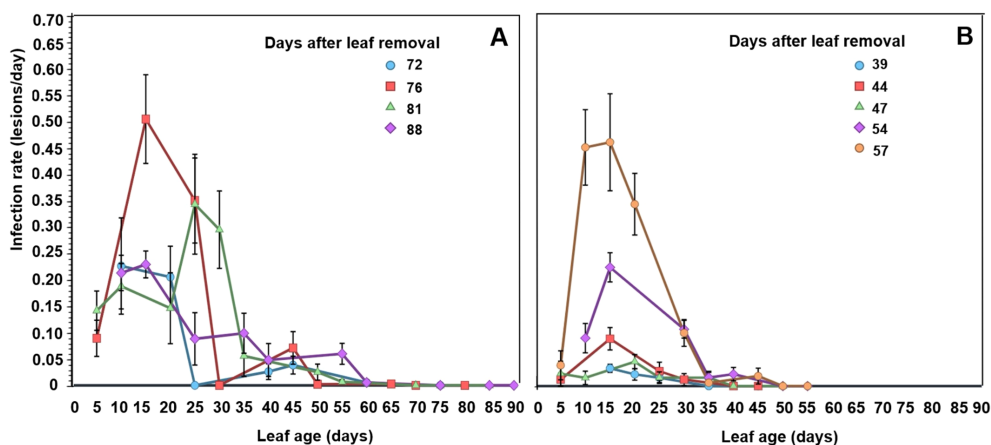 A
Days after leaf removal
72
76
81
88
Infection rate (lesions/day)
0.70
0.65
0.60
0.55
0.50
0.45
0.40
0.35
0.30
0.25
0.20
0.15
0.10
0.05
0
0 5 10 15 20 25 30 35 40 45 50 55 60 65 70 75 80 85 90
Leaf age (days)
B
Days after leaf removal
39
44
47
54
57
0 5 10 15 20 25 30 35 40 45 50 55 60 65 70 75 80 85 90
Leaf age (days)